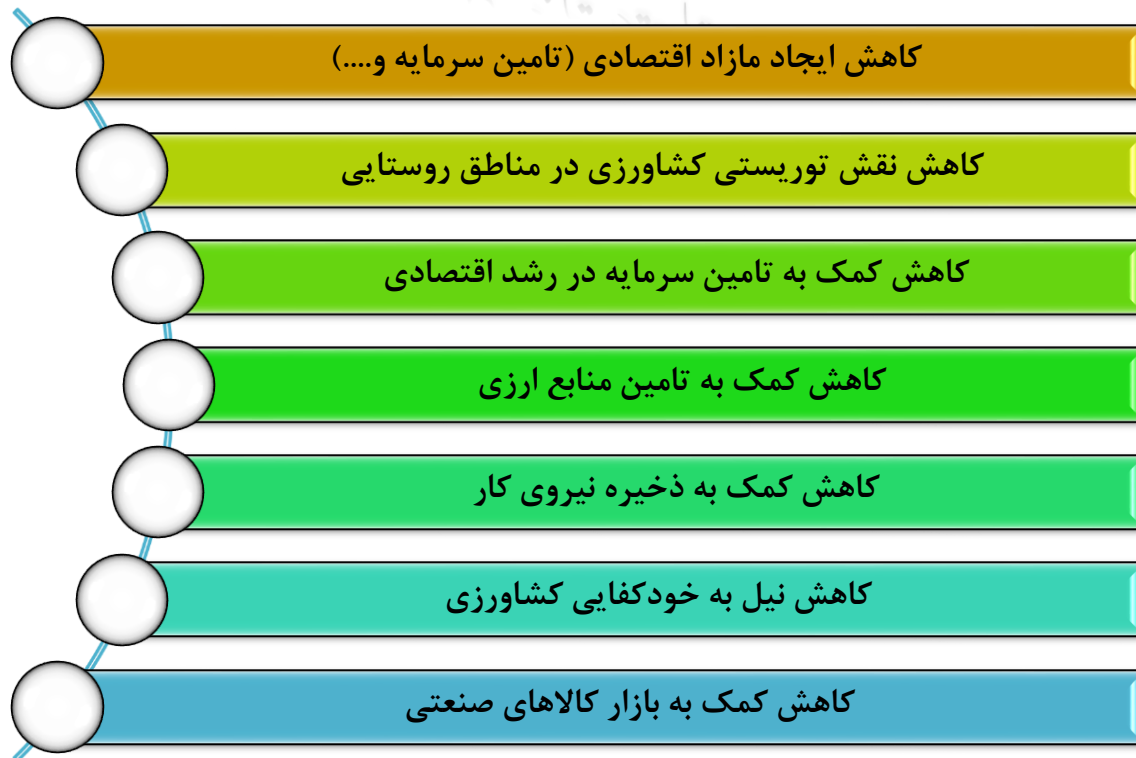 کاهش ایجاد مازاد اقتصادی (تامین سرمایه و....)
کاهش نقش توریستی کشاورزی در مناطق روستایی
کاهش کمک به تامین سرمایه در رشد اقتصادی
کاهش کمک به تامین منابع ارزی
کاهش کمک به ذخیره نیروی کار
کاهش نیل به خودکفایی کشاورزی
کاهش کمک به بازار کالاهای صنعتی